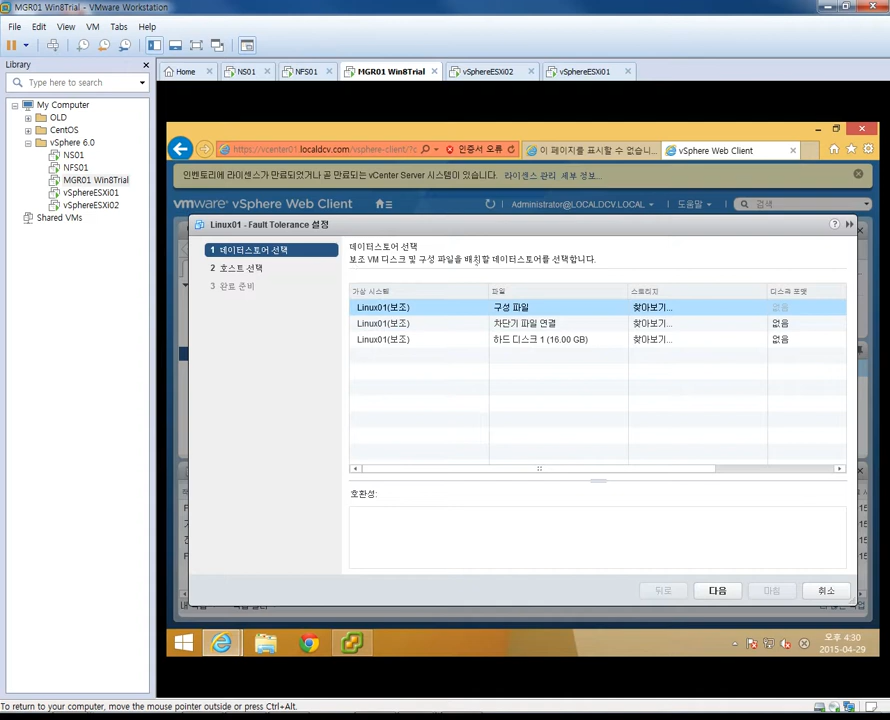 MGR01 Win8Trial - VMware Workstation
File Edit View VM Tabs Help
Library
Type here to search
Home NS01 NFS01 MGR01 Win8Trial vSphereESXi02 vSphereESXi01
My Computer
OLD
CentOS
vSphere 6.0
NS01
NFS01
MGR01 Win8Trial
vSphereESXi01
vSphereESXi02
Shared VMs
https://vcenter01.localdcv.com/vsphere-client/?c 인증서 오류 이 페이지를 표시할 수 없습니... vSphere Web Client
인벤토리에 라이센스가 만료되었거나 곧 만료되는 vCenter Server 시스템이 있습니다. 라이센스 관리 세부 정보...
vmware vSphere Web Client Administrator@LOCALDCV.LOCAL 도움말 검색
Linux01 - Fault Tolerance 설정
1 데이터스토어 선택
2 호스트 선택
3 완료 준비
데이터스토어 선택
보조 VM 디스크 및 구성 파일을 배치할 데이터스토어를 선택합니다.
가상 시스템 파일 스토리지 디스크 포맷
Linux01(보조) 구성 파일 찾아보기... 없음
Linux01(보조) 차단기 파일 연결 찾아보기... 없음
Linux01(보조) 하드 디스크 1 (16.00 GB) 찾아보기... 없음
호환성:
뒤로 다음 마침 취소
오후 4:30
2015-04-29
To return to your computer, move the mouse pointer outside or press Ctrl+Alt.